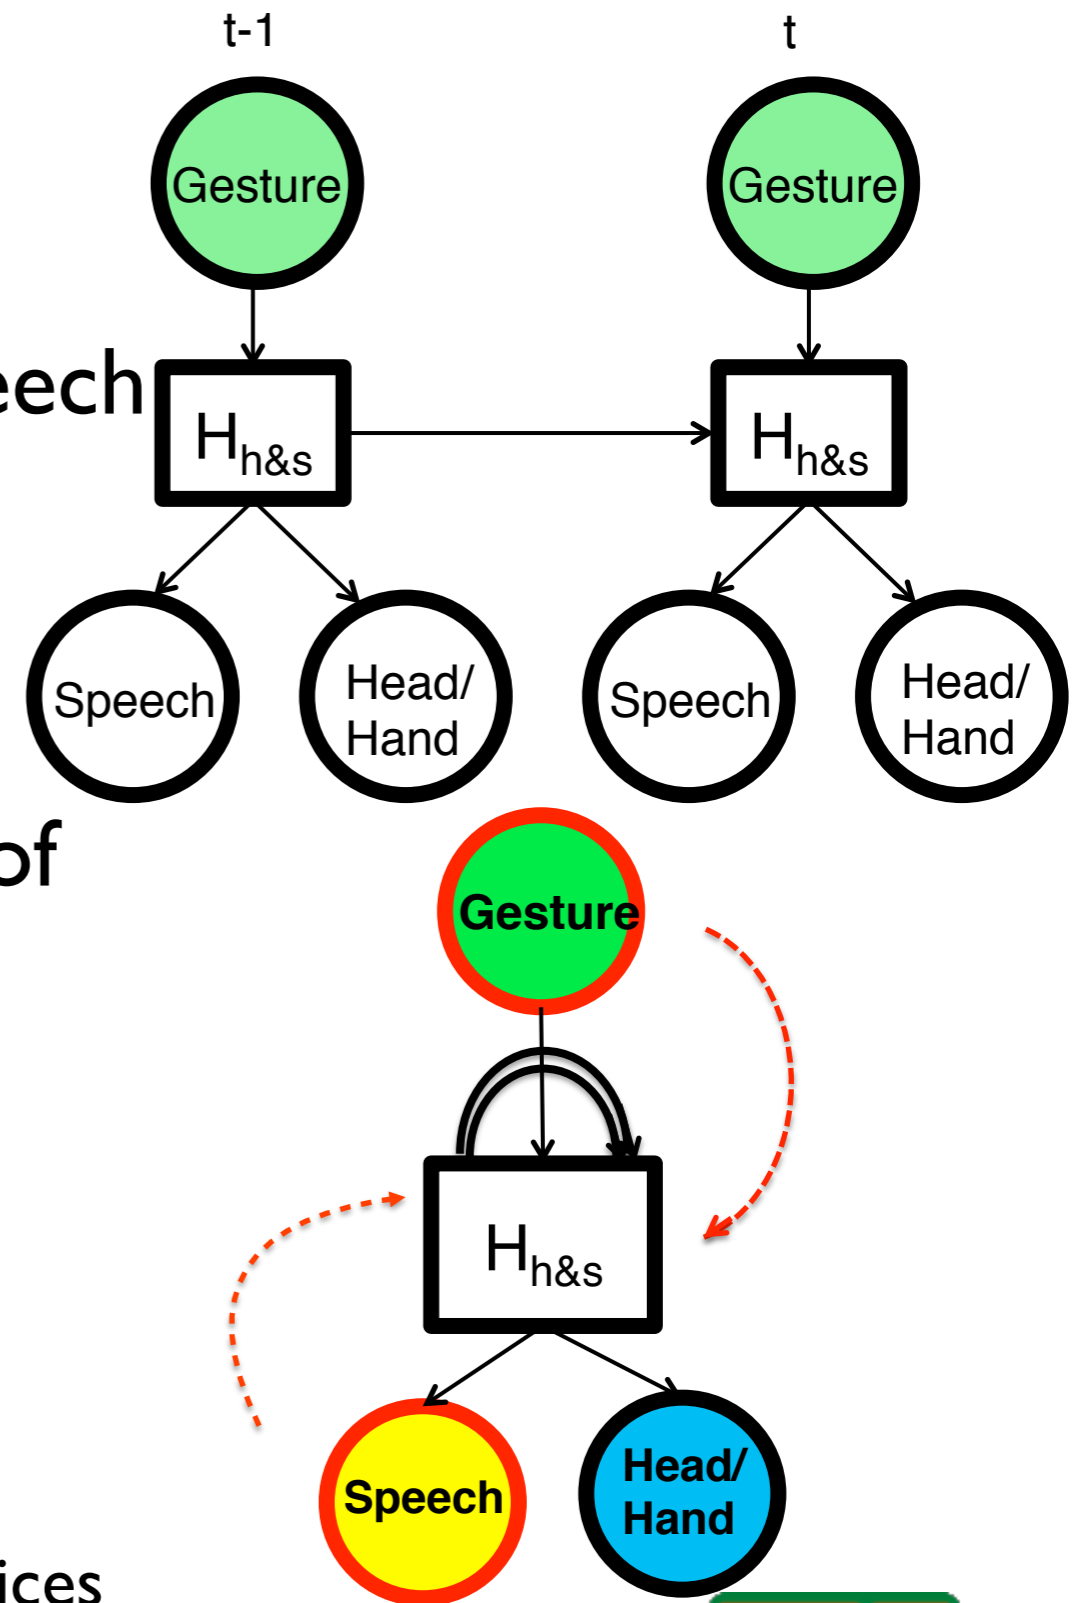 t-1 t
Gesture Gesture
eech
Hh&s Hh&s
Speech Head/ Speech Head/
Hand Hand
of
Gesture
Hh&s
Speech Head/
Hand
ices